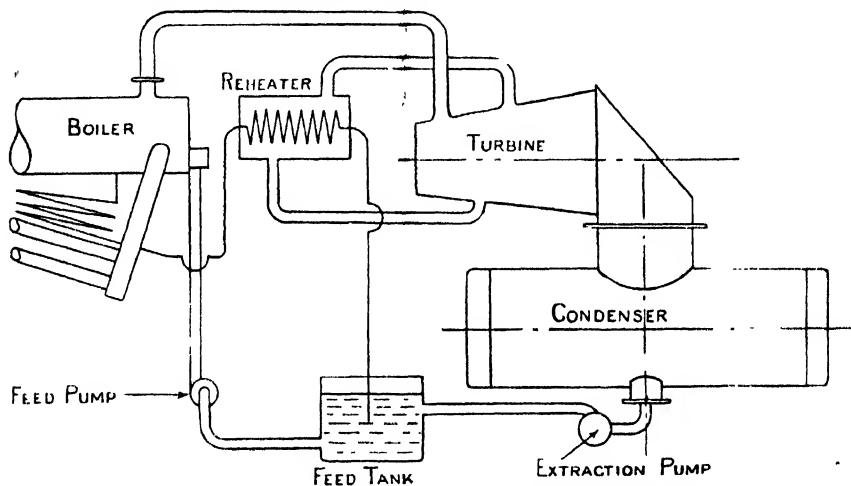 REHEATER
BOILER
TURBINE
CONDENSER
FEED PUMP
FEED TANK
EXTRACTION PUMP